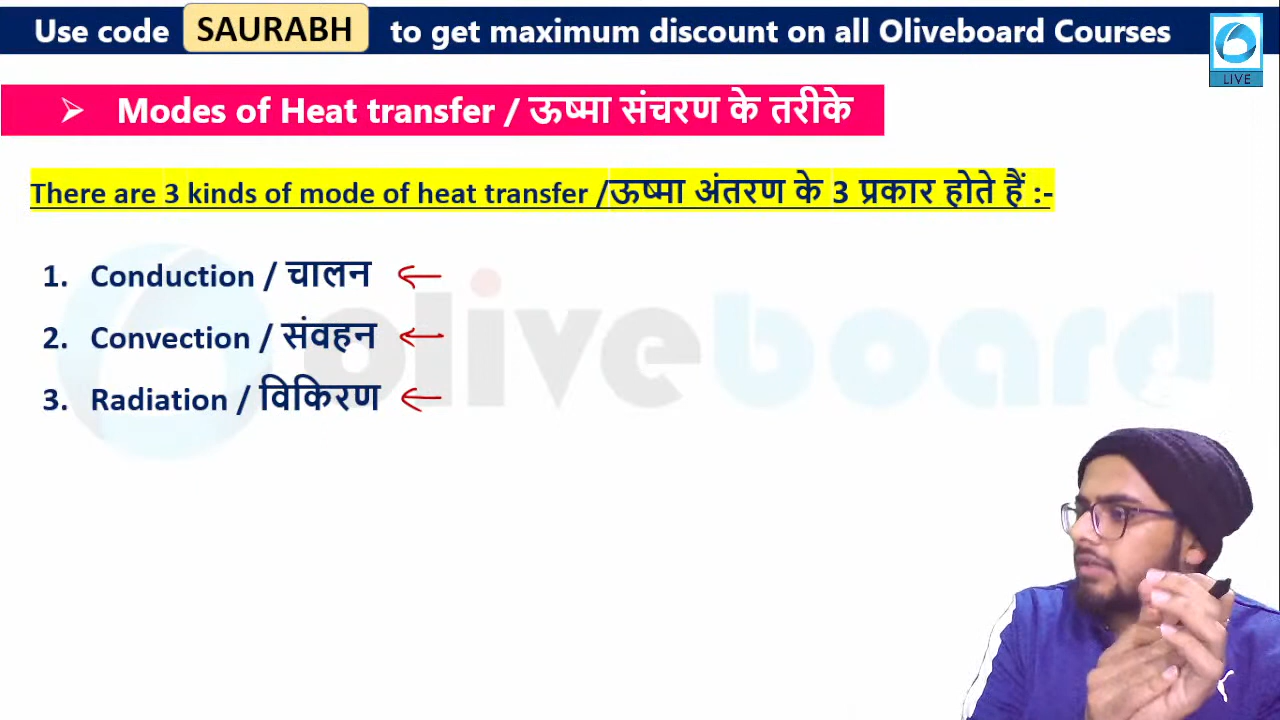 Use code SAURABH to get maximum discount on all Oliveboard Courses
LIVE
➢ Modes of Heat transfer / ऊष्मा संचरण के तरीके
There are 3 kinds of mode of heat transfer /ऊष्मा अंतरण के 3 प्रकार होते हैं :-
1. Conduction / चालन
2. Convection / संवहन
3. Radiation / विकिरण
oliveboard